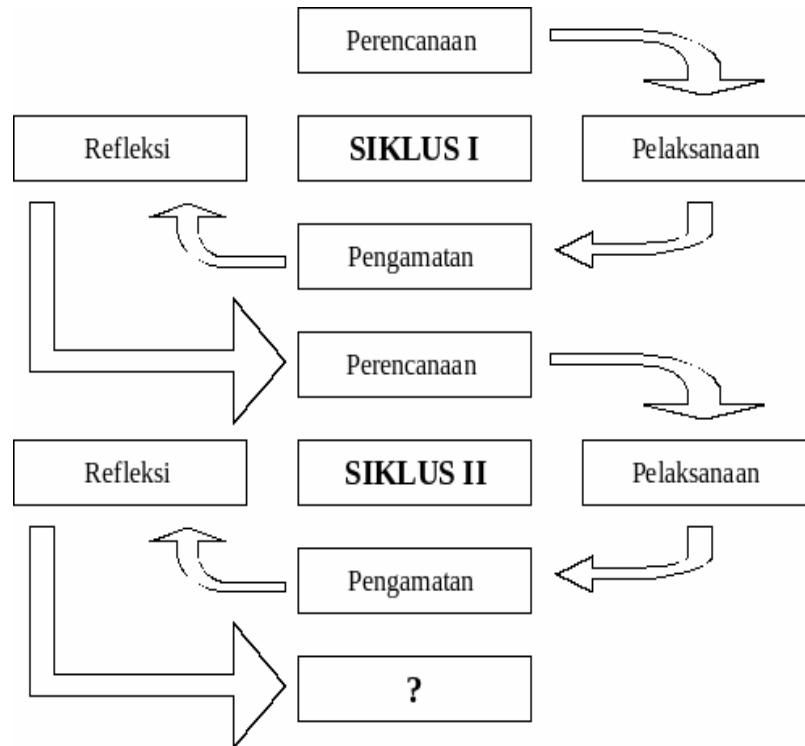 Perencanaan
Refleksi
SIKLUS I
Pelaksanaan
Pengamatan
Perencanaan
Refleksi
SIKLUS II
Pelaksanaan
Pengamatan
?